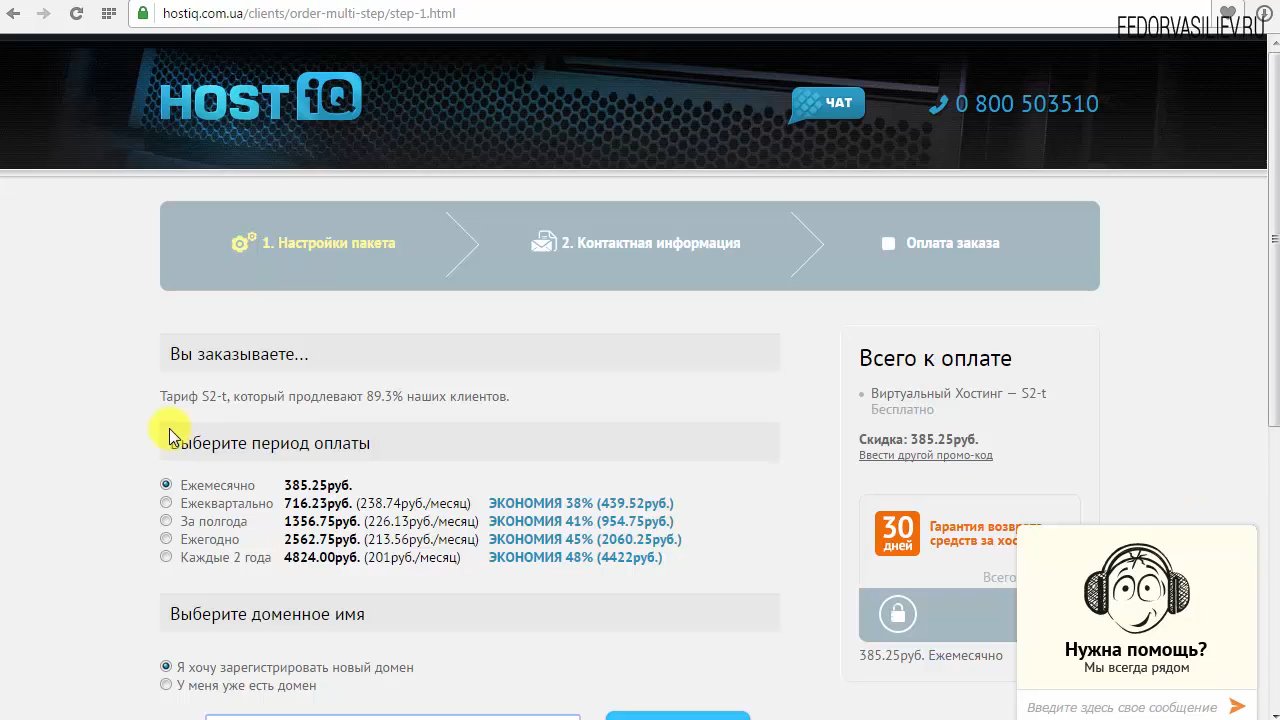 hostiq.com.ua/clients/order-multi-step/step-1.html
FEDORVASILIEV.RU
HOST iQ
ЧАТ
0 800 503510
1. Настройки пакета
2. Контактная информация
Оплата заказа
Вы заказываете...
Тариф S2-t, который продлевают 89.3% наших клиентов.
Выберите период оплаты
Ежемесячно 385.25руб.
Ежеквартально 716.23руб. (238.74руб./месяц) ЭКОНОМИЯ 38% (439.52руб.)
За полгода 1356.75руб. (226.13руб./месяц) ЭКОНОМИЯ 41% (954.75руб.)
Ежегодно 2562.75руб. (213.56руб./месяц) ЭКОНОМИЯ 45% (2060.25руб.)
Каждые 2 года 4824.00руб. (201руб./месяц) ЭКОНОМИЯ 48% (4422руб.)
Выберите доменное имя
Я хочу зарегистрировать новый домен
У меня уже есть домен
Всего к оплате
Виртуальный Хостинг — S2-t
Бесплатно
Скидка: 385.25руб.
Ввести другой промо-код
30
дней
Гарантия возврата
средств за хос
Всего
385.25руб. Ежемесячно
Нужна помощь?
Мы всегда рядом
Введите здесь свое сообщение